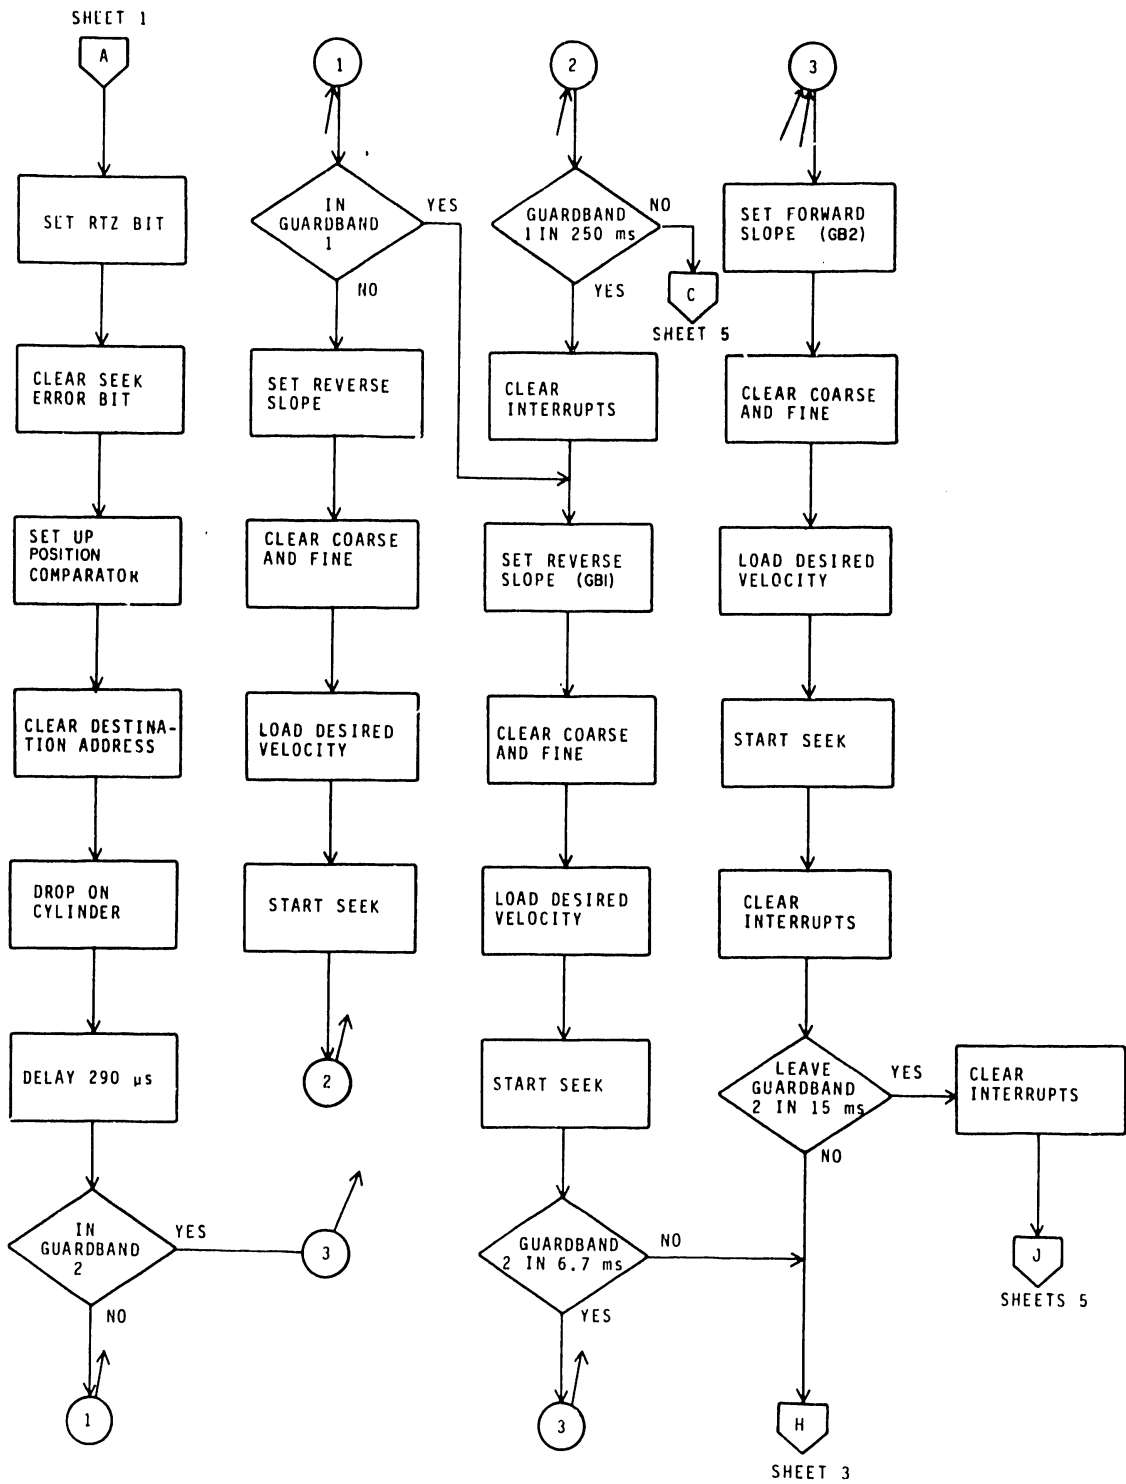 SHEET 1
A
SET RTZ BIT
CLEAR SEEK
ERROR BIT
SET UP
POSITION
COMPARATOR
CLEAR DESTINA-
TION ADDRESS
DROP ON
CYLINDER
DELAY 290 µs
IN
GUARDBAND
2
YES
3
NO
1
1
IN
GUARDBAND
1
YES
NO
SET REVERSE
SLOPE
CLEAR COARSE
AND FINE
LOAD DESIRED
VELOCITY
START SEEK
2
2
GUARDBAND
1 IN 250 ms
NO
C
SHEET 5
YES
CLEAR
INTERRUPTS
SET REVERSE
SLOPE (GB1)
CLEAR COARSE
AND FINE
LOAD DESIRED
VELOCITY
START SEEK
GUARDBAND
2 IN 6.7 ms
NO
YES
3
3
SET FORWARD
SLOPE (GB2)
CLEAR COARSE
AND FINE
LOAD DESIRED
VELOCITY
START SEEK
CLEAR
INTERRUPTS
LEAVE
GUARDBAND
2 IN 15 ms
YES
NO
CLEAR
INTERRUPTS
J
SHEETS 5
H
SHEET 3